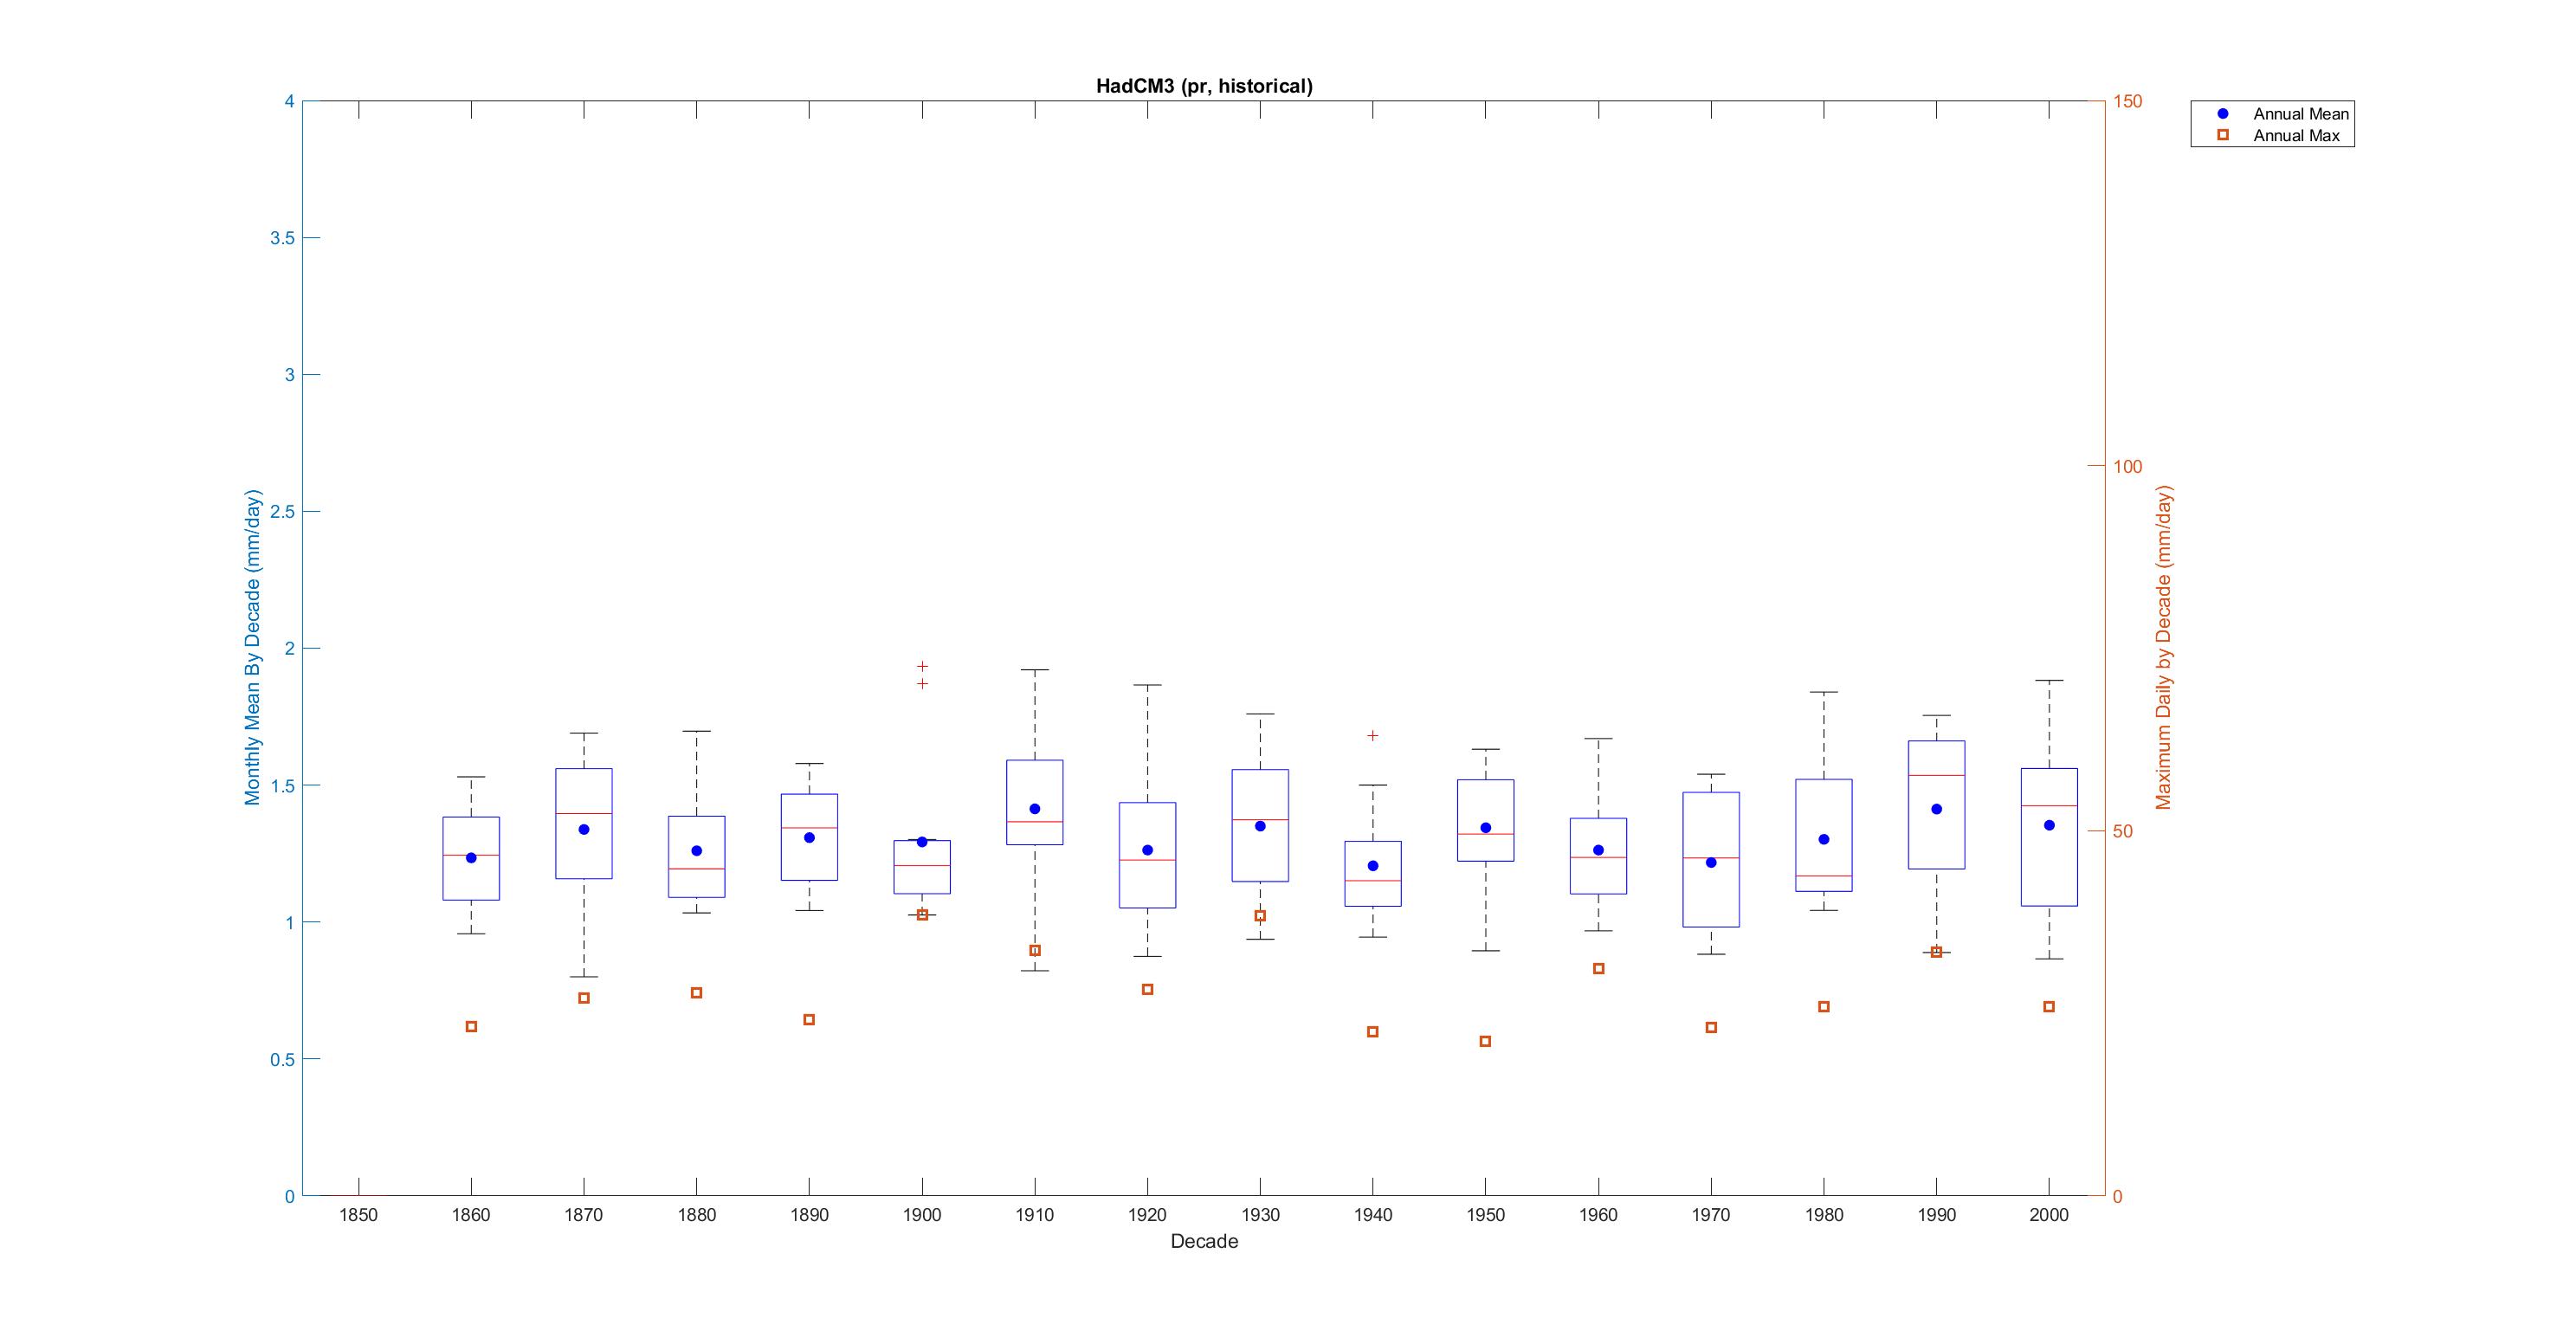 HadCM3 (pr, historical)
Annual Mean
Annual Max
Monthly Mean By Decade (mm/day)
4
3.5
3
2.5
2
1.5
1
0.5
0
150
100
50
0
Maximum Daily by Decade (mm/day)
1850 1860 1870 1880 1890 1900 1910 1920 1930 1940 1950 1960 1970 1980 1990 2000
Decade